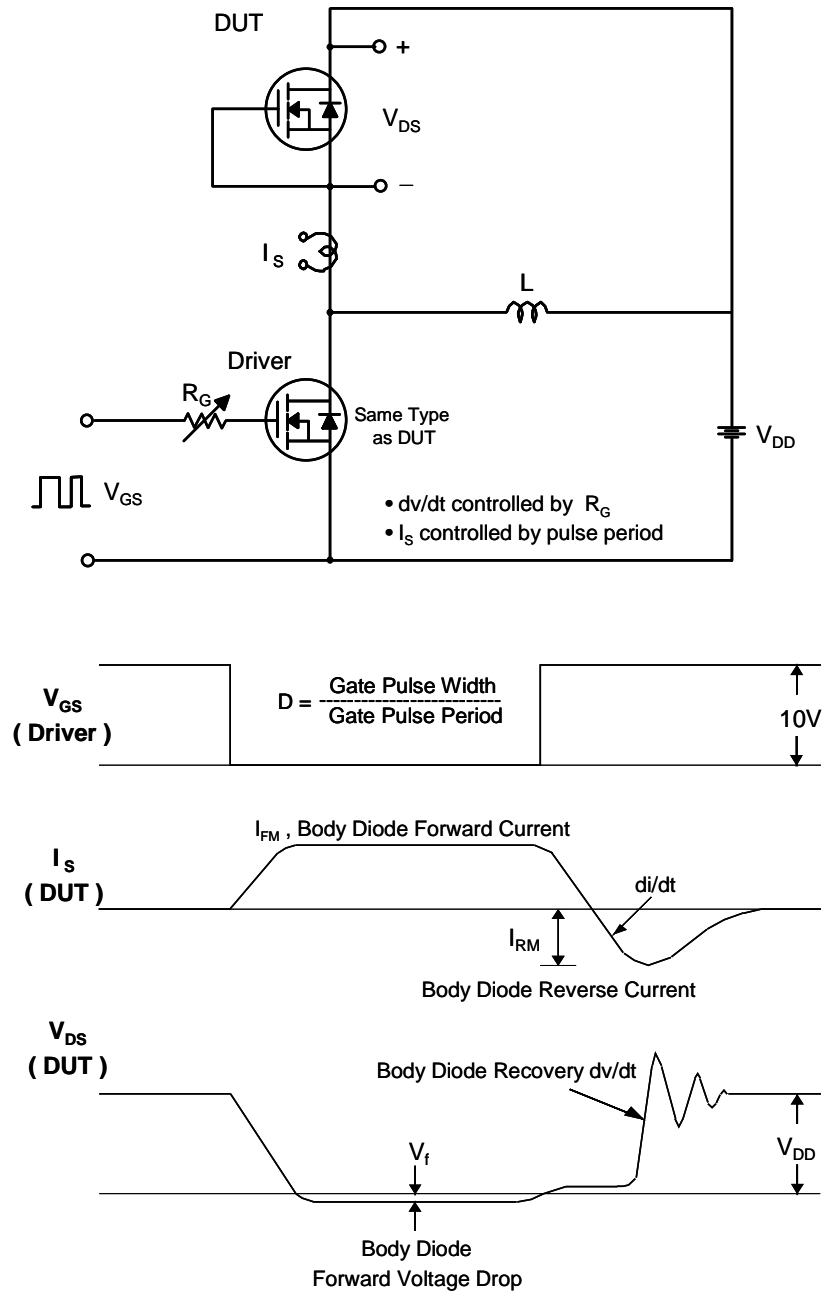 DUT
+
V_DS
−
I_S
L
Driver
R_G
Same Type
as DUT
V_DD
V_GS
• dv/dt controlled by R_G
• I_S controlled by pulse period
V_GS
( Driver )
D = Gate Pulse Width
Gate Pulse Period
10V
I_FM , Body Diode Forward Current
I_S
( DUT )
di/dt
I_RM
Body Diode Reverse Current
V_DS
( DUT )
Body Diode Recovery dv/dt
V_f
V_DD
Body Diode
Forward Voltage Drop